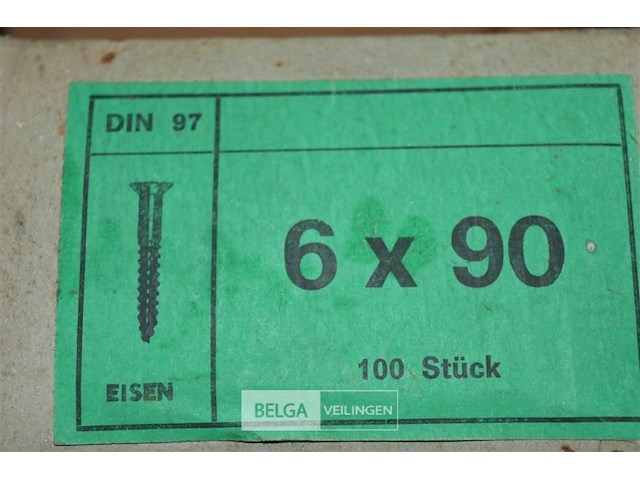 DIN 97
6 x 90
100 Stück
EISEN
BELGA VEILINGEN